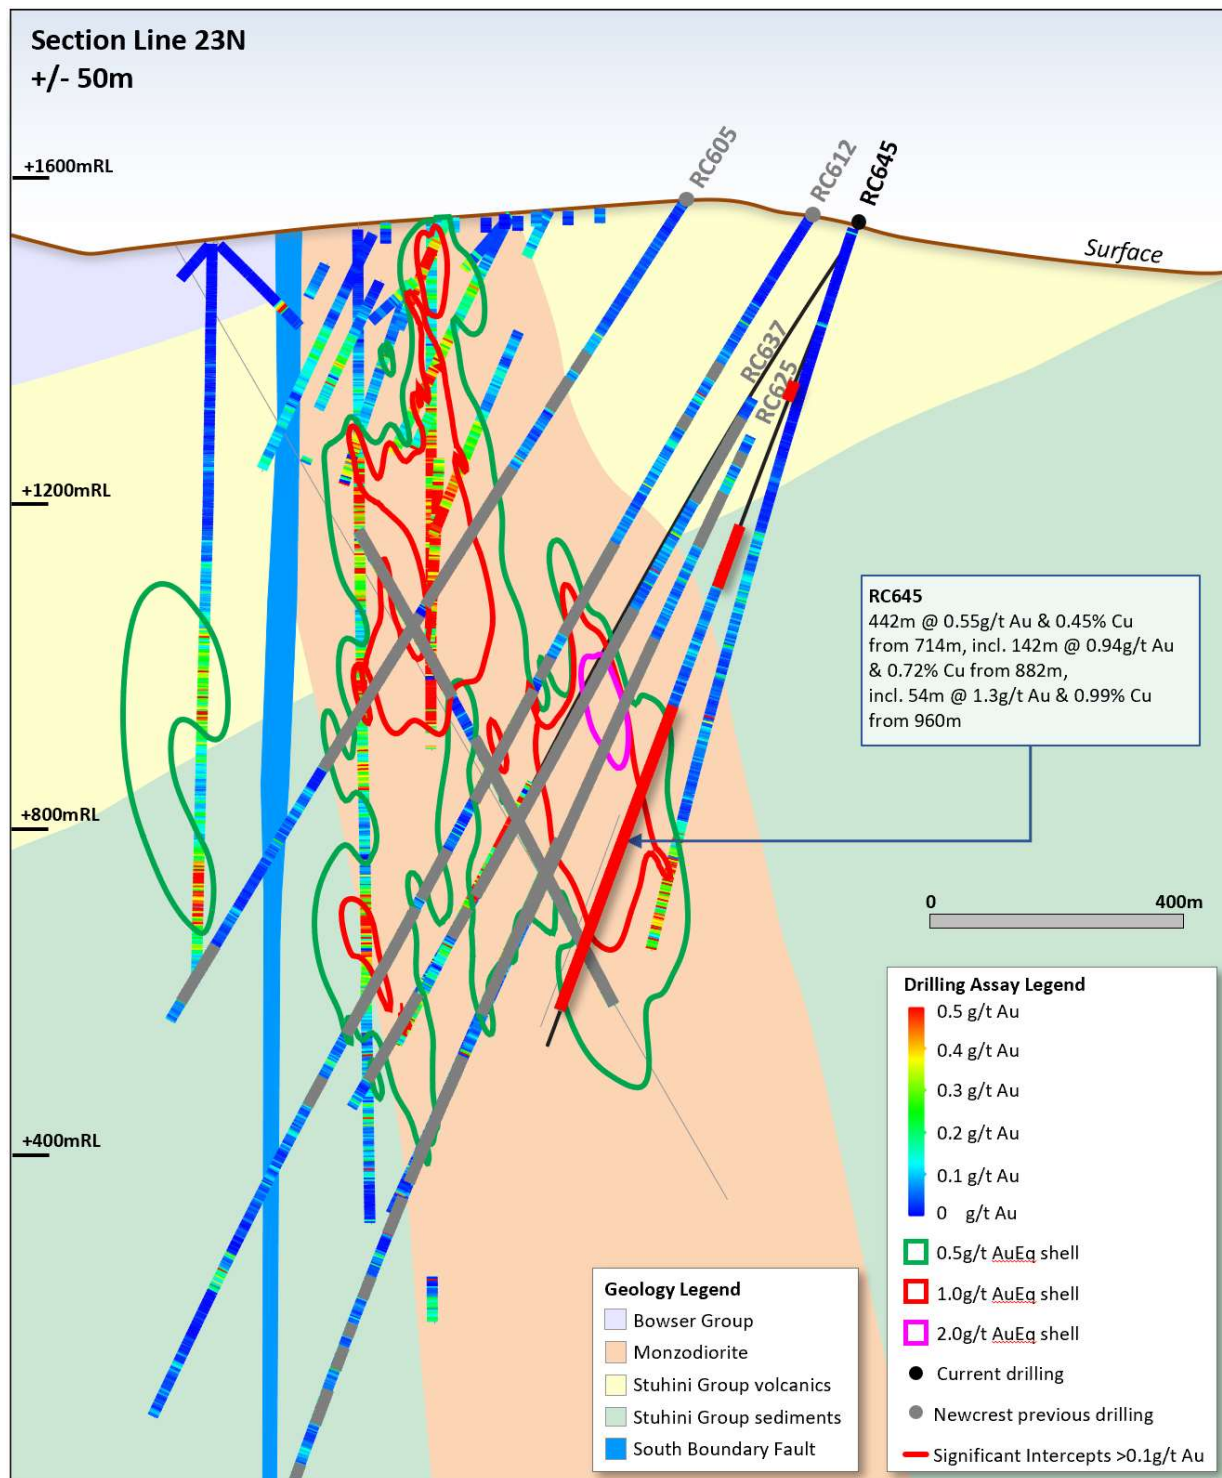 Section Line 23N
+/- 50m
RC605
RC612
RC645
+1600mRL
Surface
RC637
RC625
+1200mRL
RC645
442m @ 0.55g/t Au & 0.45% Cu
from 714m, incl. 142m @ 0.94g/t Au
& 0.72% Cu from 882m,
incl. 54m @ 1.3g/t Au & 0.99% Cu
from 960m
+800mRL
0 400m
+400mRL
Drilling Assay Legend
0.5 g/t Au
0.4 g/t Au
0.3 g/t Au
0.2 g/t Au
0.1 g/t Au
0 g/t Au
0.5g/t AuEq shell
1.0g/t AuEq shell
2.0g/t AuEq shell
Current drilling
Newcrest previous drilling
Significant Intercepts >0.1g/t Au
Geology Legend
Bowser Group
Monzodiorite
Stuhini Group volcanics
Stuhini Group sediments
South Boundary Fault